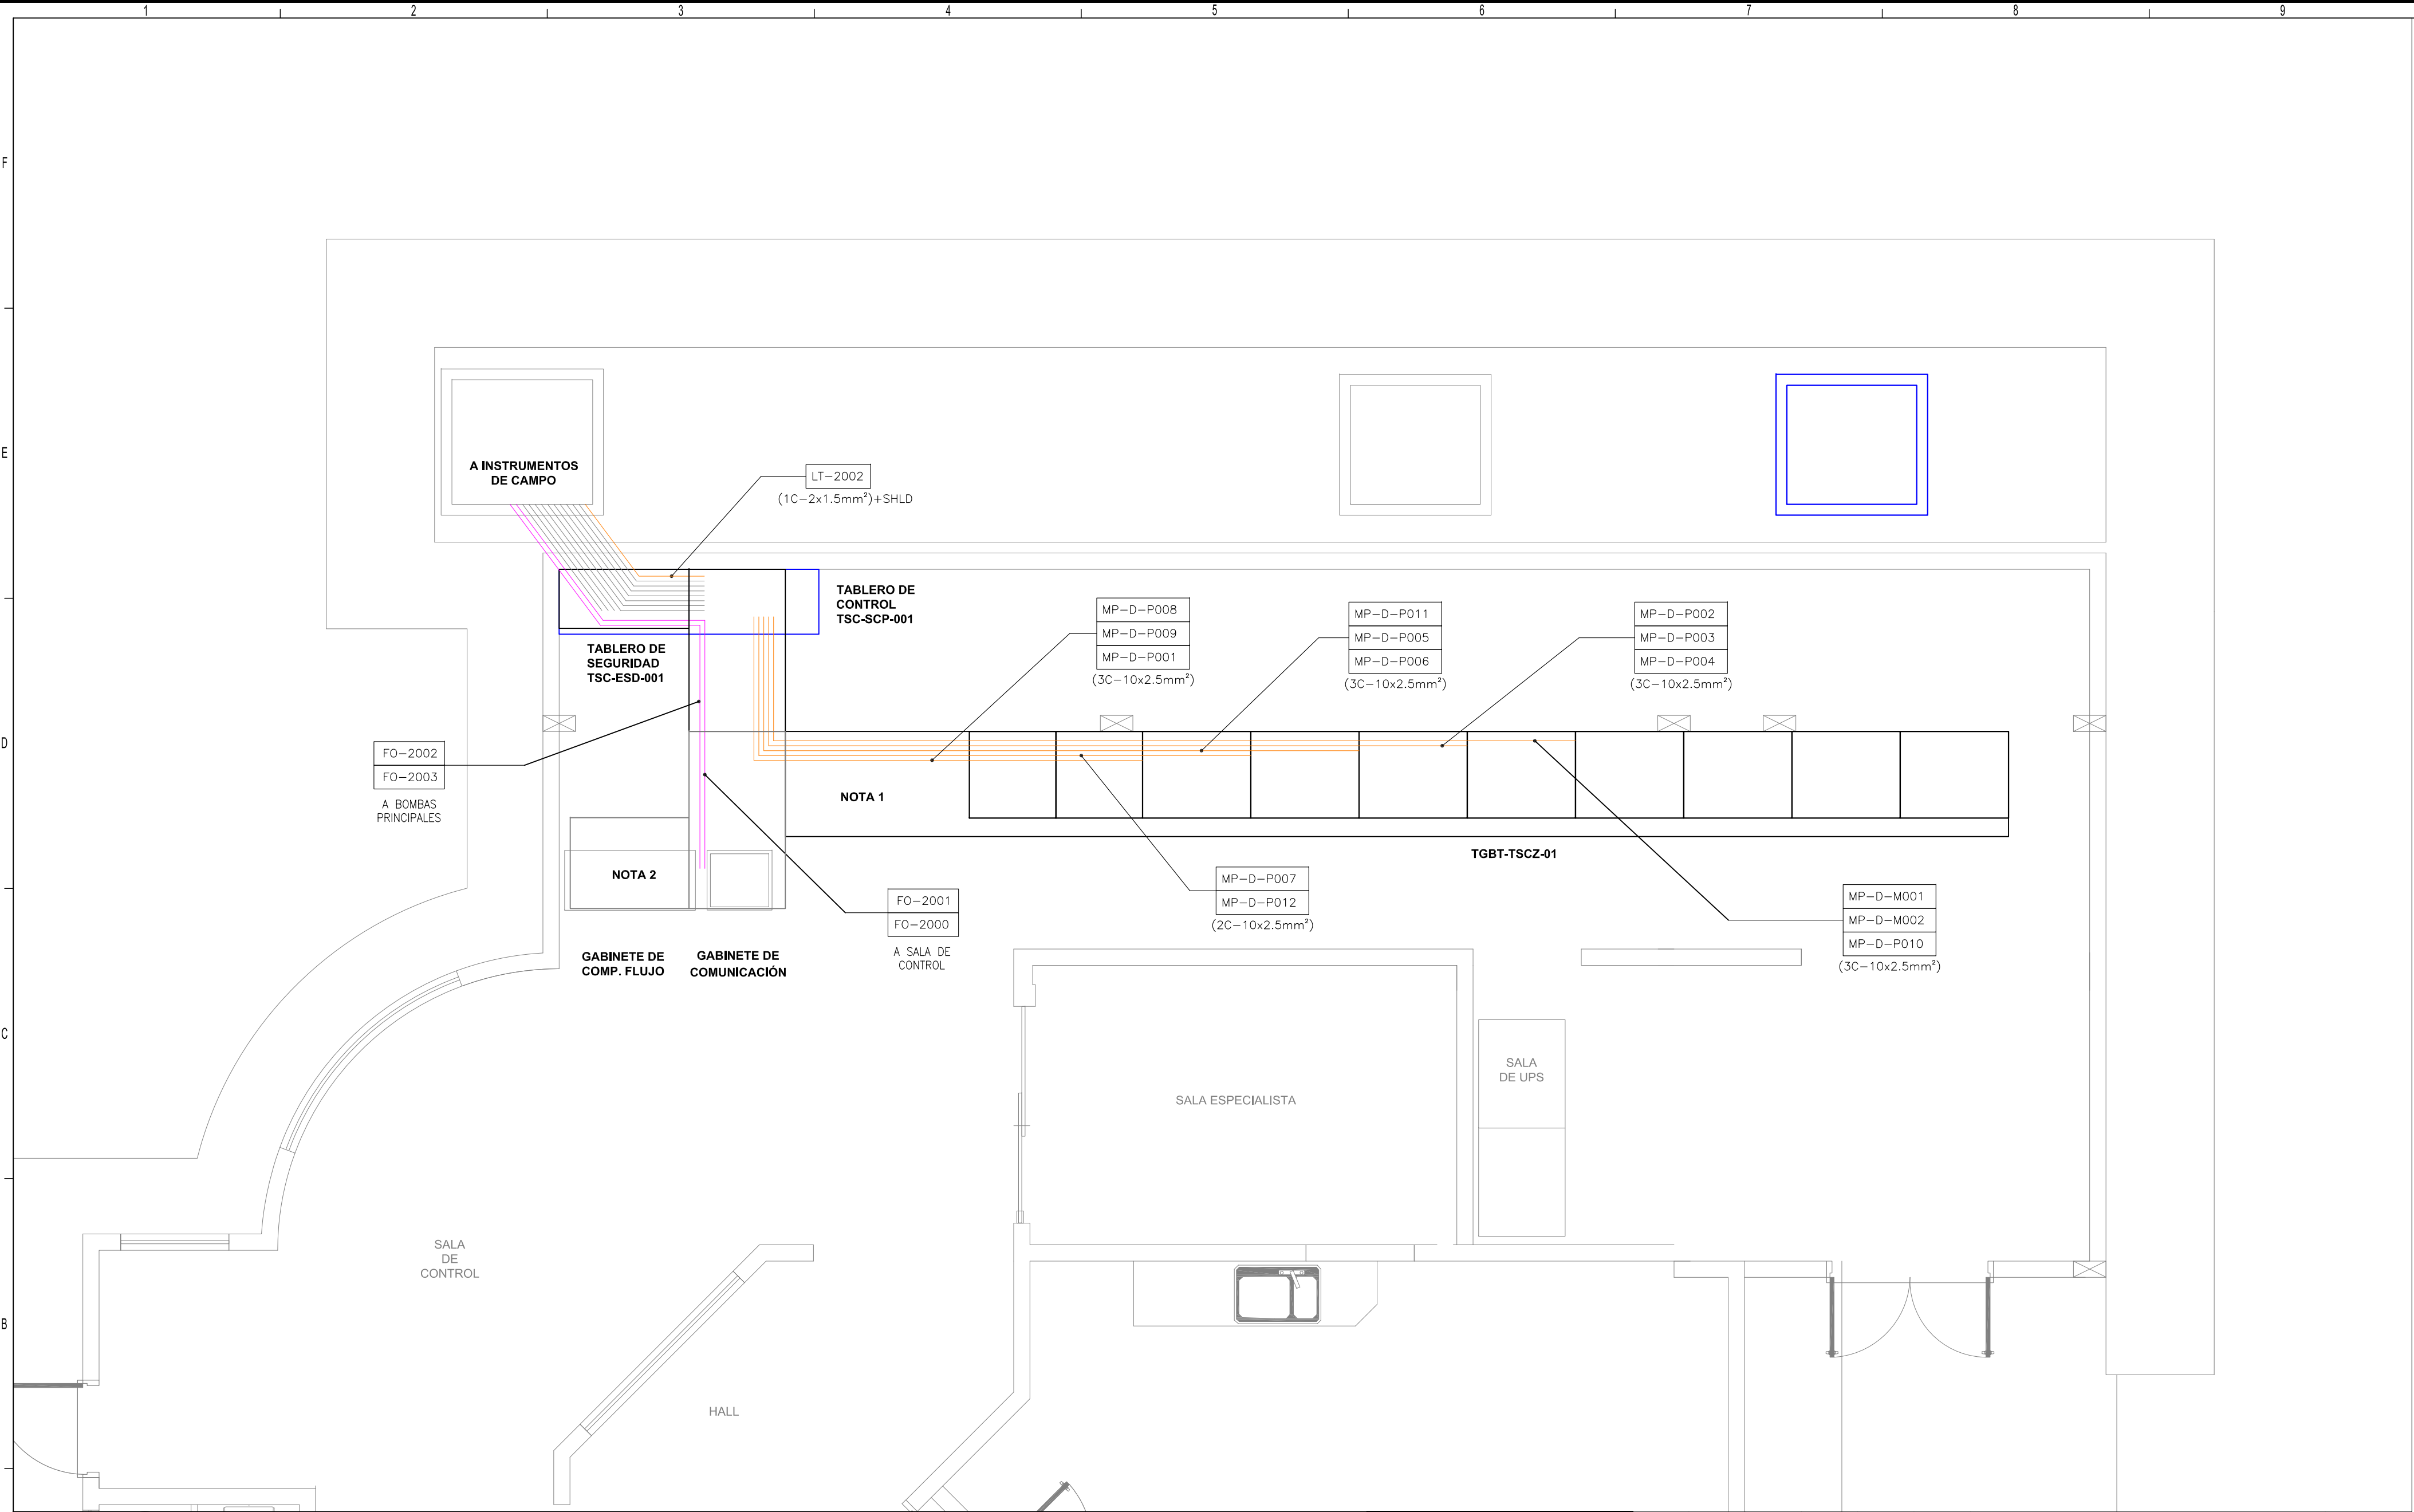 1 2 3 4 5 6 7 8 9
F
E
D
C
B
A INSTRUMENTOS
DE CAMPO
LT-2002
(1C-2x1.5mm²)+SHLD
TABLERO DE
CONTROL
TSC-SCP-001
TABLERO DE
SEGURIDAD
TSC-ESD-001
MP-D-P008
MP-D-P009
MP-D-P001
(3C-10x2.5mm²)
MP-D-P011
MP-D-P005
MP-D-P006
(3C-10x2.5mm²)
MP-D-P002
MP-D-P003
MP-D-P004
(3C-10x2.5mm²)
FO-2002
FO-2003
A BOMBAS
PRINCIPALES
NOTA 1
TGBT-TSCZ-01
NOTA 2
FO-2001
FO-2000
A SALA DE
CONTROL
MP-D-P007
MP-D-P012
(2C-10x2.5mm²)
MP-D-M001
MP-D-M002
MP-D-P010
(3C-10x2.5mm²)
GABINETE DE
COMP. FLUJO
GABINETE DE
COMUNICACIÓN
SALA
DE UPS
SALA ESPECIALISTA
SALA
DE
CONTROL
HALL